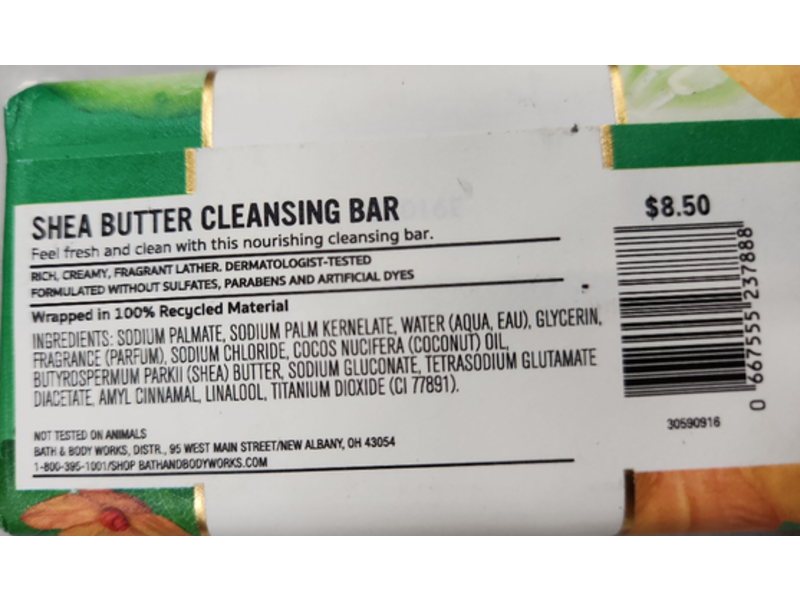 SHEA BUTTER CLEANSING BAR
Feel fresh and clean with this nourishing cleansing bar.
RICH, CREAMY, FRAGRANT LATHER. DERMATOLOGIST-TESTED
FORMULATED WITHOUT SULFATES, PARABENS AND ARTIFICIAL DYES
Wrapped in 100% Recycled Material
INGREDIENTS: SODIUM PALMATE, SODIUM PALM KERNELATE, WATER (AQUA, EAU), GLYCERIN,
FRAGRANCE (PARFUM), SODIUM CHLORIDE, COCOS NUCIFERA (COCONUT) OIL,
BUTYROSPERMUM PARKII (SHEA) BUTTER, SODIUM GLUCONATE, TETRASODIUM GLUTAMATE
DIACETATE, AMYL CINNAMAL, LINALOOL, TITANIUM DIOXIDE (CI 77891).
NOT TESTED ON ANIMALS
BATH & BODY WORKS, DISTR., 95 WEST MAIN STREET/NEW ALBANY, OH 43054
1-800-395-1001/SHOP BATHANDBODYWORKS.COM
$8.50
0 667555 237888
30590916